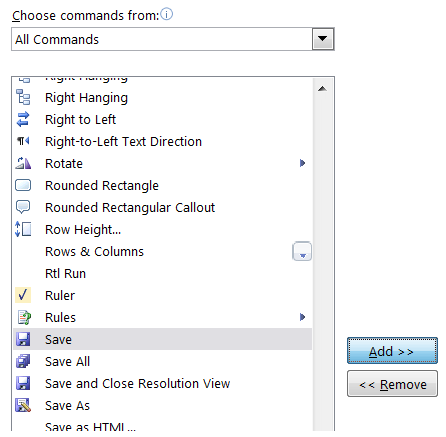 Choose commands from:
All Commands
Right Hanging
Right Hanging
Right to Left
Right-to-Left Text Direction
Rotate
Rounded Rectangle
Rounded Rectangular Callout
Row Height...
Rows & Columns
Rtl Run
Ruler
Rules
Save
Save All
Save and Close Resolution View
Save As
Save as HTML...
Add >>
<< Remove